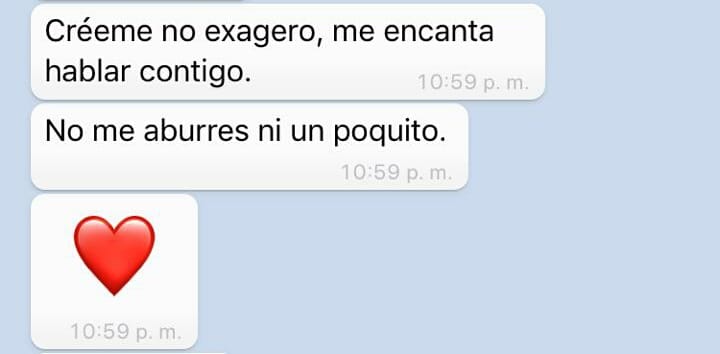 Créeme no exagero, me encanta
hablar contigo.
10:59 p. m.
No me aburres ni un poquito.
10:59 p. m.
❤️
10:59 p. m.